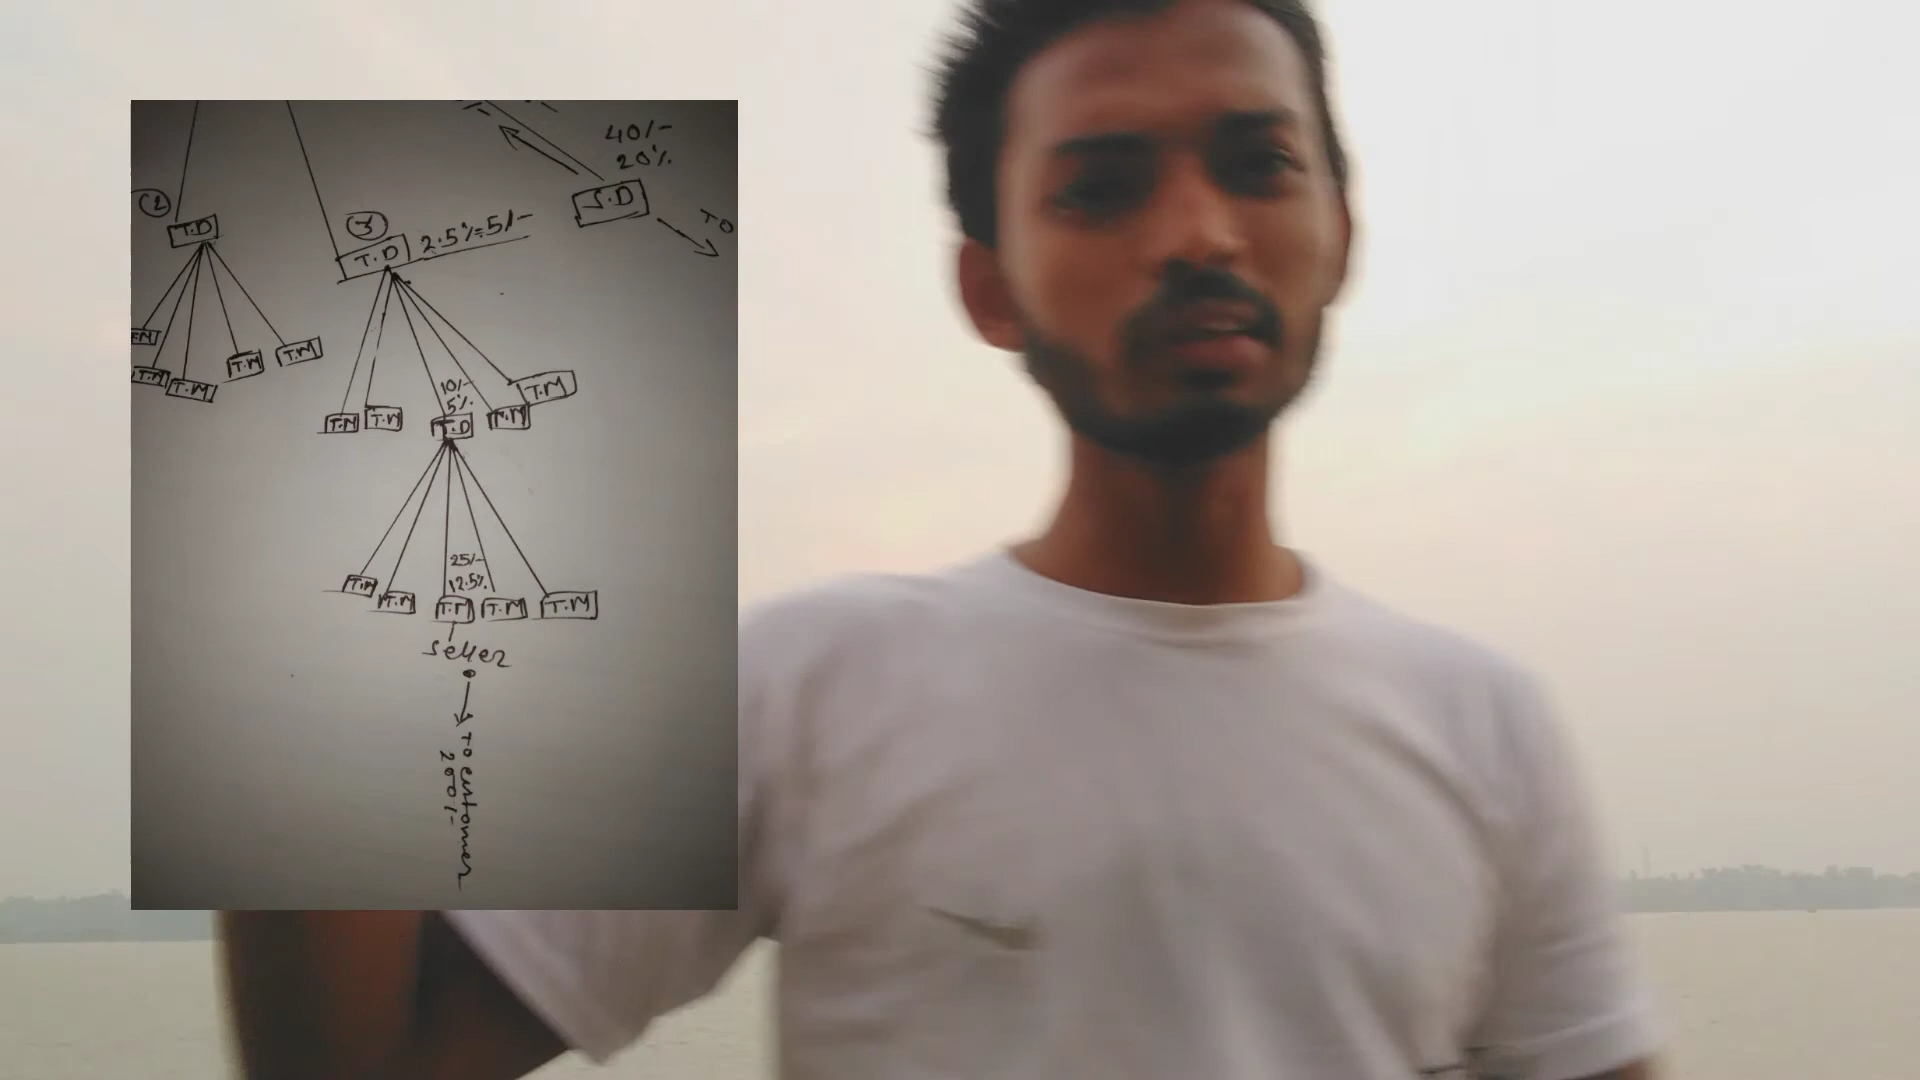 40/-
20%
S.D
TO
2
T.D
3
T.D
2.5%=5/-
T.M
T.M
T.M
T.M
10/-
5%
T.M
T.M
T.M
T.D
T.M
25/-
12.5%
T.M
T.M
T.M
T.M
T.M
seller
To customer
200/-